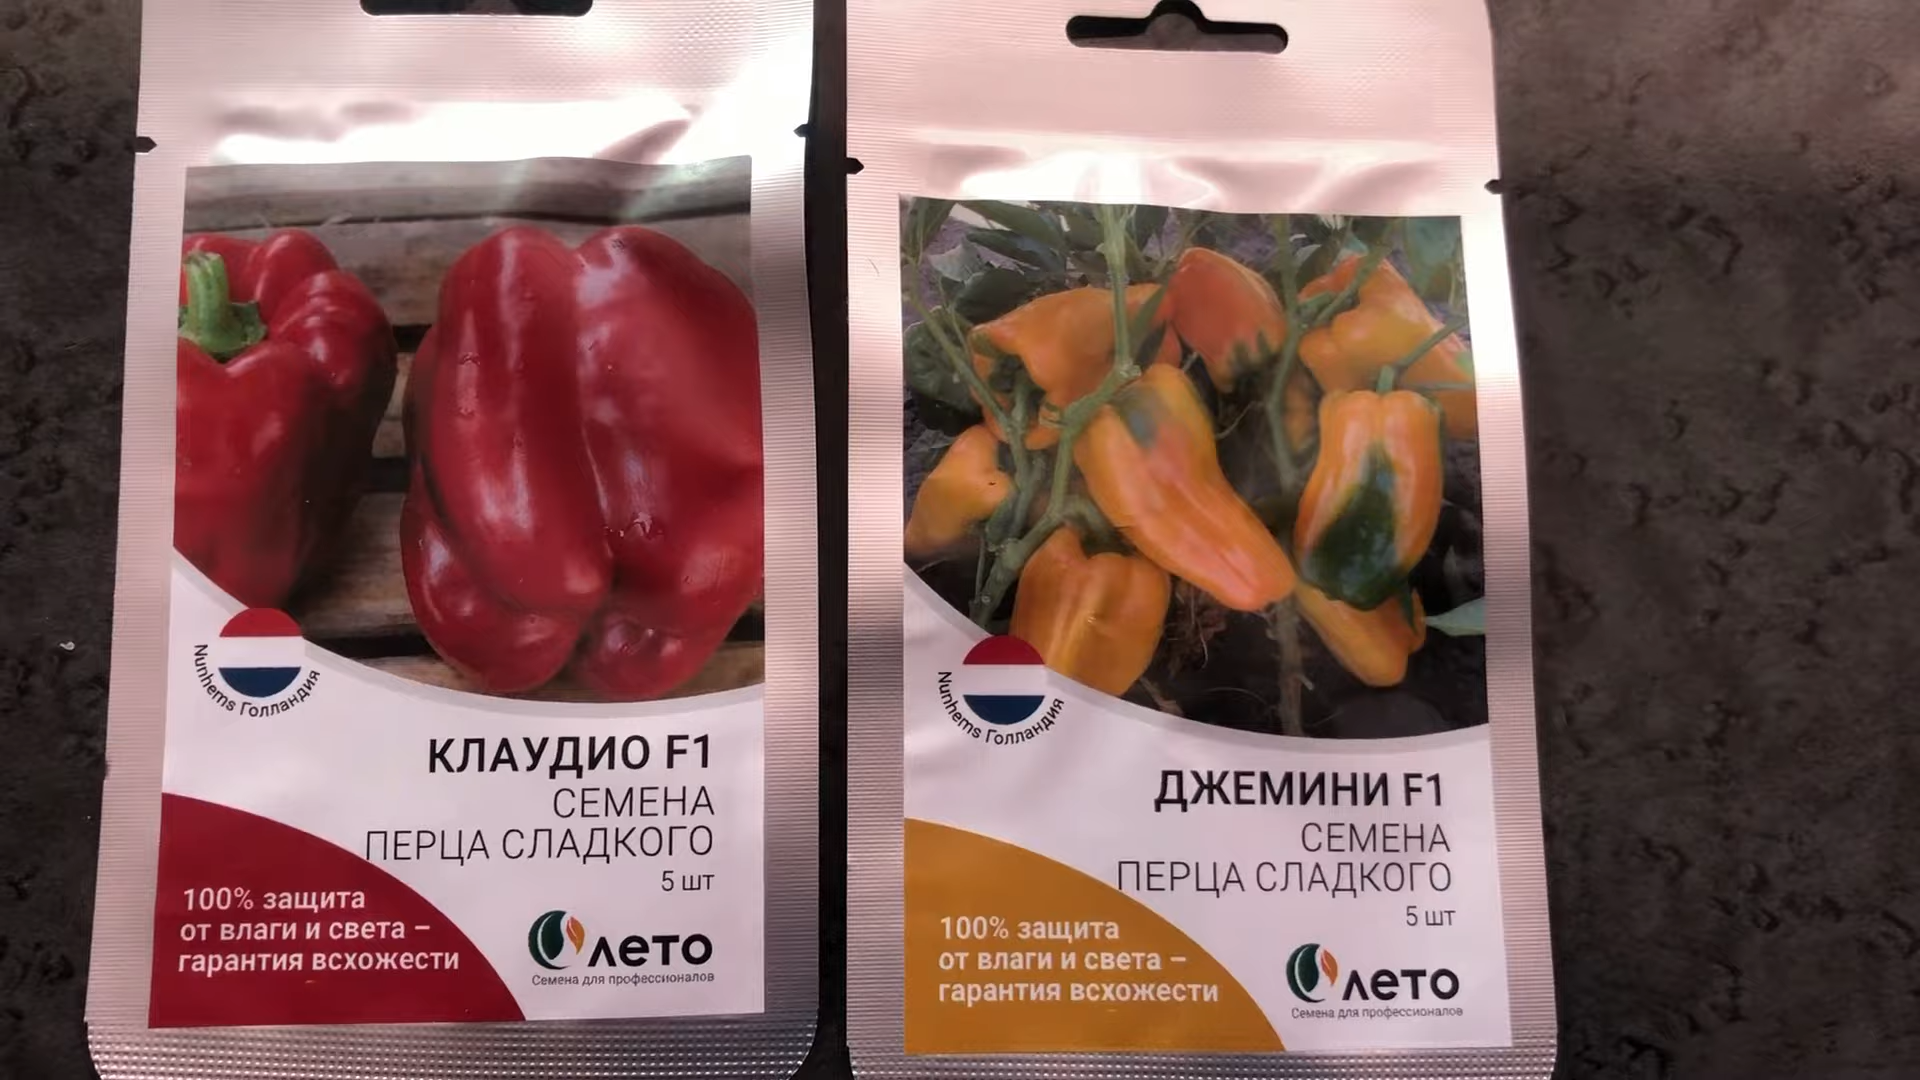 Nunhems Голландия
КЛАУДИО F1
СЕМЕНА
ПЕРЦА СЛАДКОГО
5 шт
100% защита
от влаги и света –
гарантия всхожести
лето
Семена для профессионалов
Nunhems Голландия
ДЖЕМИНИ F1
СЕМЕНА
ПЕРЦА СЛАДКОГО
5 шт
100% защита
от влаги и света –
гарантия всхожести
лето
Семена для профессионалов